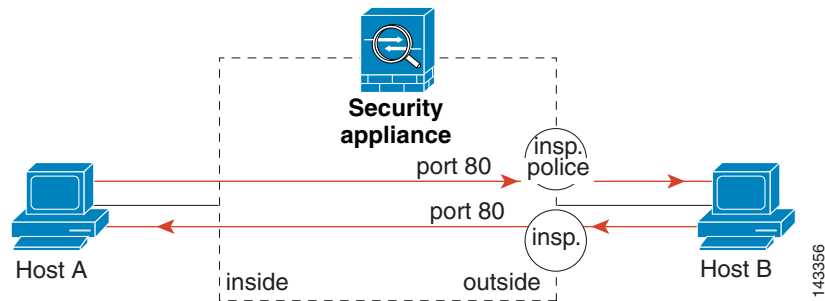 Security
appliance
insp.
police
port 80
port 80
insp.
Host A
inside
outside
Host B
143356